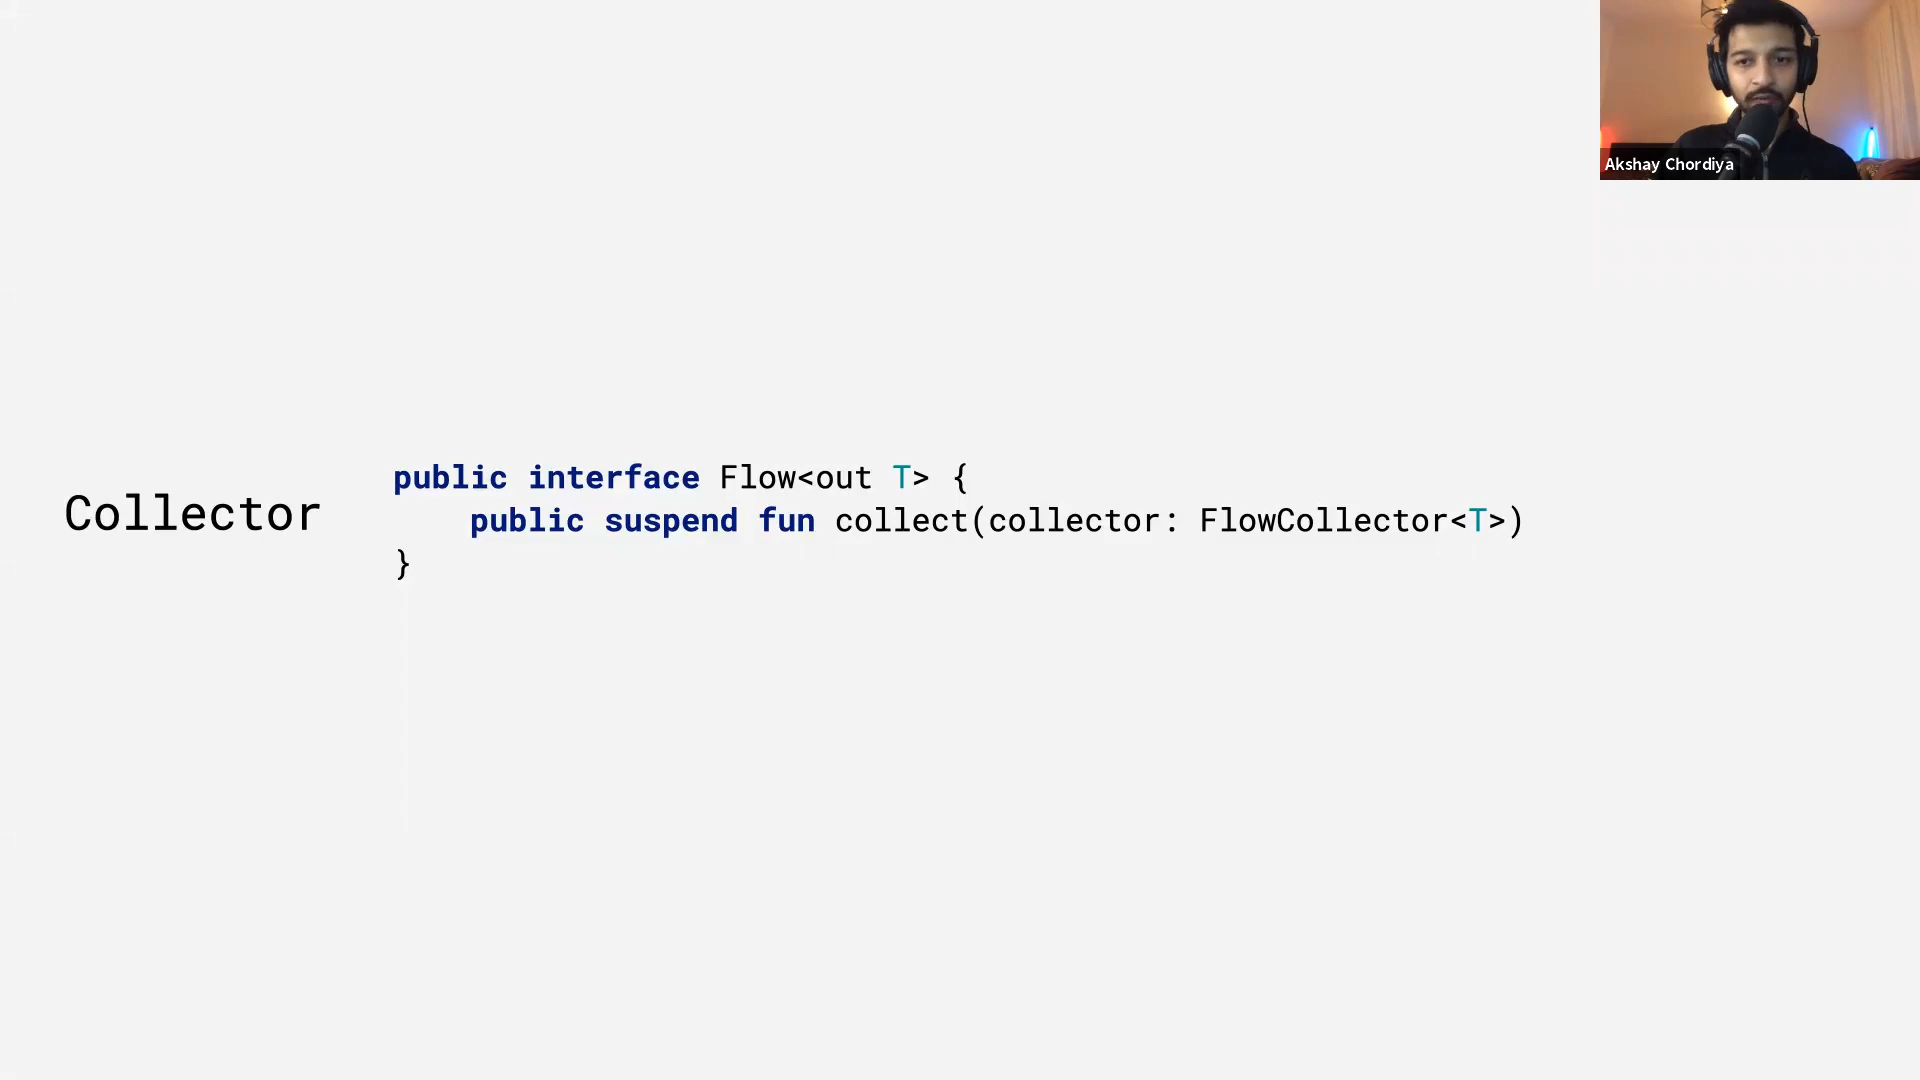 Akshay Chordiya
Collector
public interface Flow<out T> {
    public suspend fun collect(collector: FlowCollector<T>)
}